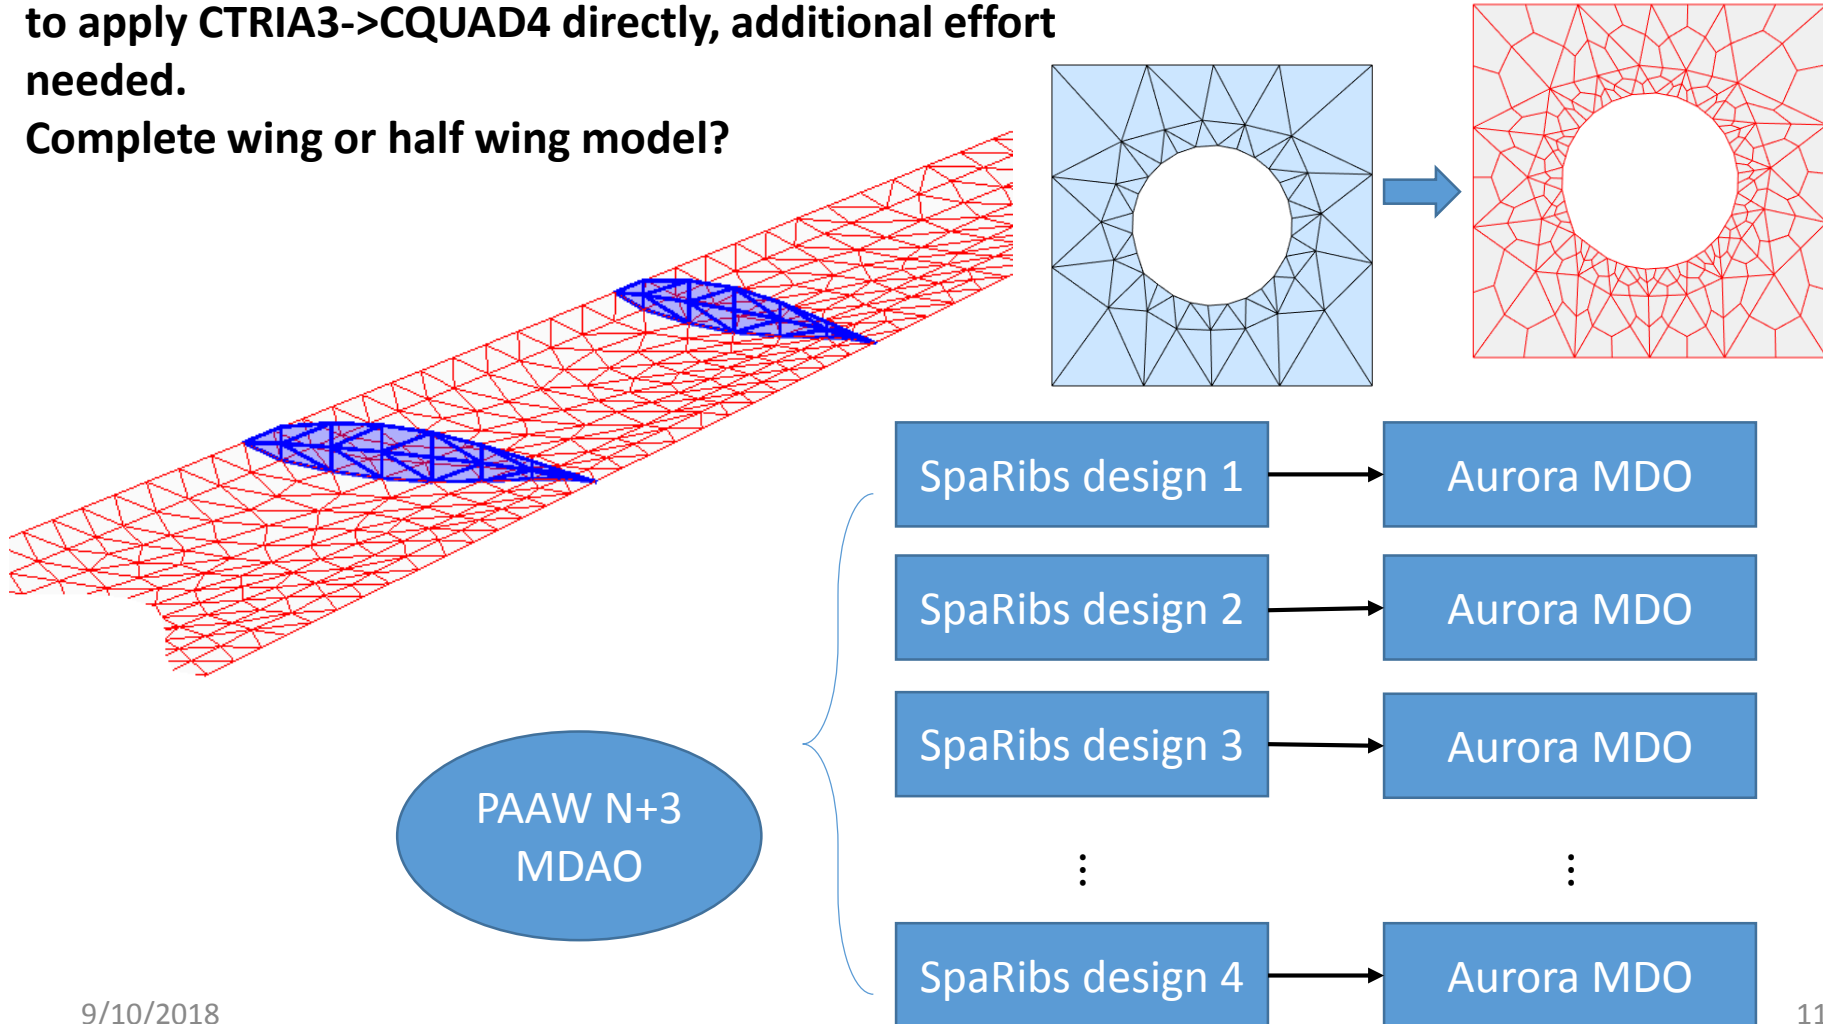 to apply CTRIA3->CQUAD4 directly, additional effort
needed.
Complete wing or half wing model?
SpaRibs design 1
Aurora MDO
SpaRibs design 2
Aurora MDO
SpaRibs design 3
Aurora MDO
PAAW N+3
MDAO
⋮
⋮
SpaRibs design 4
Aurora MDO
9/10/2018
11